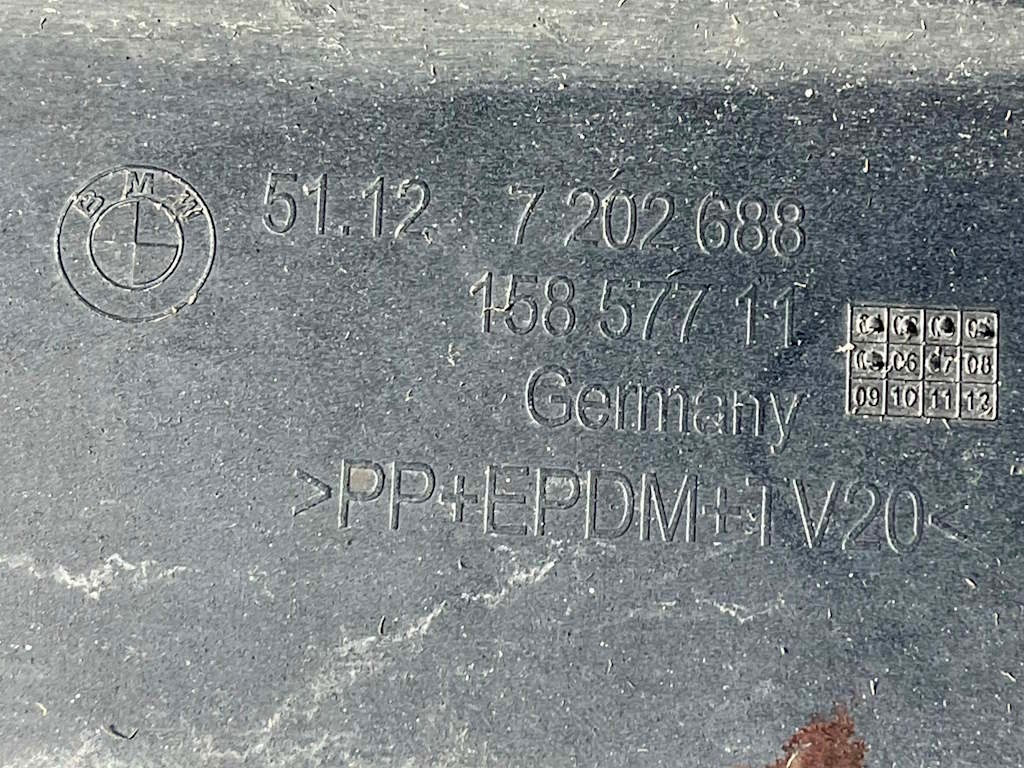 BMW
51.12 7 202 688
158 577 11
Germany
>PP+EPDM+TV20<
06 07 08
09 10 11 12